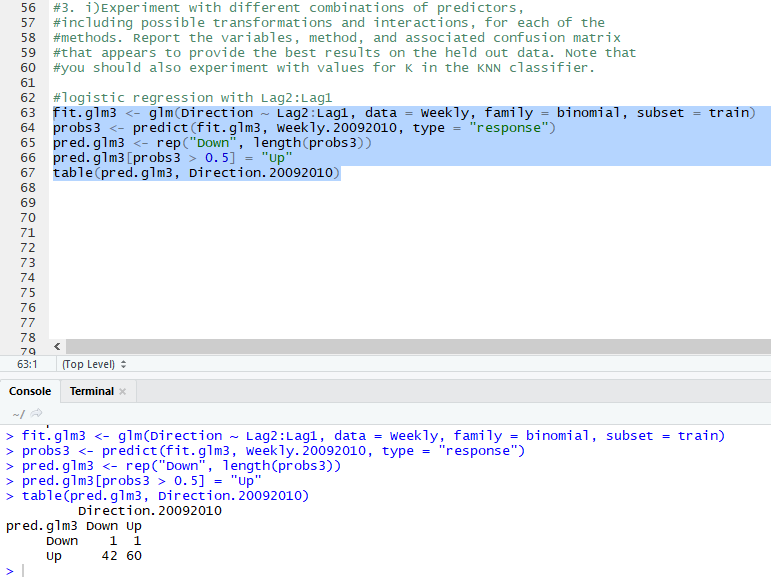 56 #3. i)Experiment with different combinations of predictors,
57 #including possible transformations and interactions, for each of the
58 #methods. Report the variables, method, and associated confusion matrix
59 #that appears to provide the best results on the held out data. Note that
60 #you should also experiment with values for K in the KNN classifier.
61
62 #logistic regression with Lag2:Lag1
63 fit.glm3 <- glm(Direction ~ Lag2:Lag1, data = Weekly, family = binomial, subset = train)
64 probs3 <- predict(fit.glm3, Weekly.20092010, type = "response")
65 pred.glm3 <- rep("Down", length(probs3))
66 pred.glm3[probs3 > 0.5] = "Up"
67 table(pred.glm3, Direction.20092010)
68
69
70
71
72
73
74
75
76
77
78
79
63:1 (Top Level)
Console Terminal
~/
> fit.glm3 <- glm(Direction ~ Lag2:Lag1, data = Weekly, family = binomial, subset = train)
> probs3 <- predict(fit.glm3, Weekly.20092010, type = "response")
> pred.glm3 <- rep("Down", length(probs3))
> pred.glm3[probs3 > 0.5] = "Up"
> table(pred.glm3, Direction.20092010)
Direction.20092010
pred.glm3 Down Up
Down 1 1
Up 42 60
>